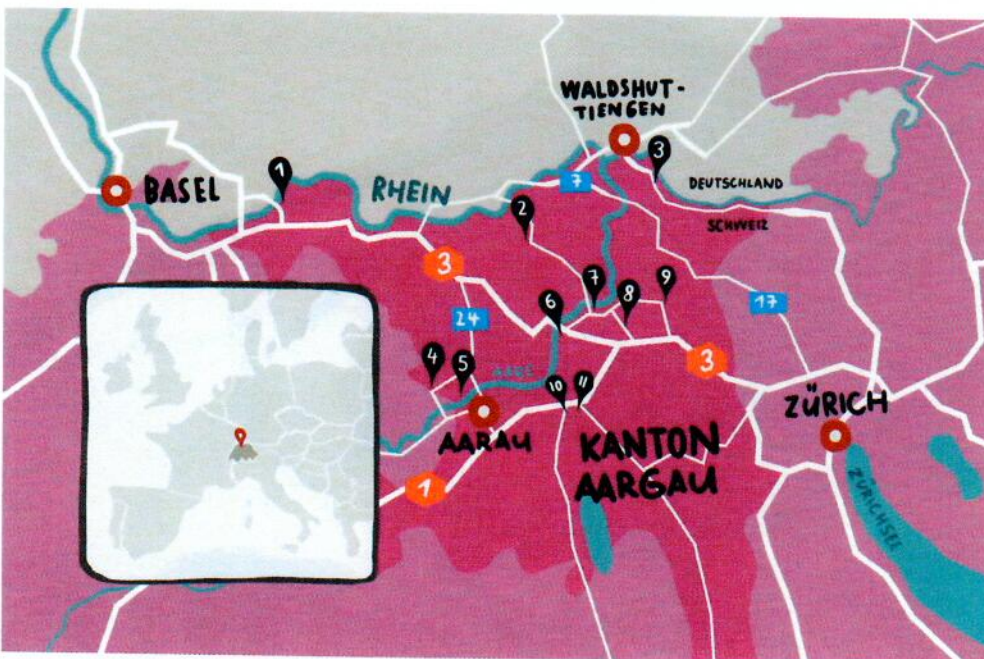 WALDSHUT-
TIENGEN
1
3
BASEL
RHEIN
7
DEUTSCHLAND
2
SCHWEIZ
3
7
9
8
6
24
17
4
5
AARE
3
10
11
ZÜRICH
AARAU
KANTON
AARGAU
1
ZÜRICHSEE